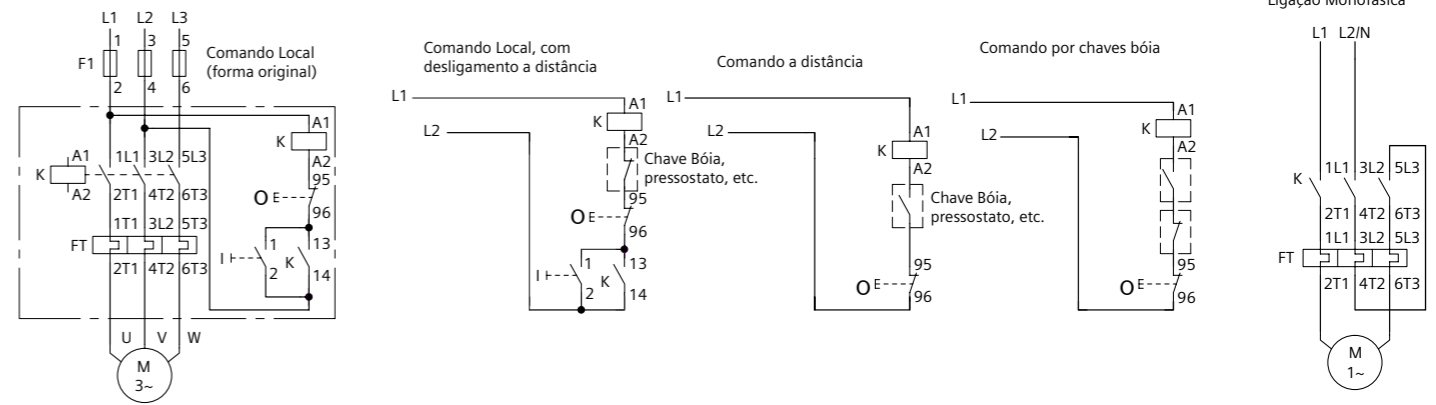 L1 L2 L3
1 3 5
F1
2 4 6
Comando Local
(forma original)
A1
K
A2
A1
K
A2
1L1 3L2 5L3
2T1 4T2 6T3
95
O E
96
1T1 3L2 5T3
FT
2T1 4T2 6T3
I
1
2
K
13
14
U V W
M
3~
Comando Local, com
desligamento a distância
L1
L2
A1
K
A2
Chave Bóia,
pressostato, etc.
95
O E
96
I
1
2
K
13
14
Comando a distância
L1
L2
A1
K
A2
Chave Bóia,
pressostato, etc.
95
O E
96
Comando por chaves bóia
L1
L2
A1
K
A2
95
O E
96
Ligação Monofásica
L1 L2/N
K
1L1 3L2 5L3
2T1 4T2 6T3
1L1 3L2 5L3
FT
2T1 4T2 6T3
M
1~